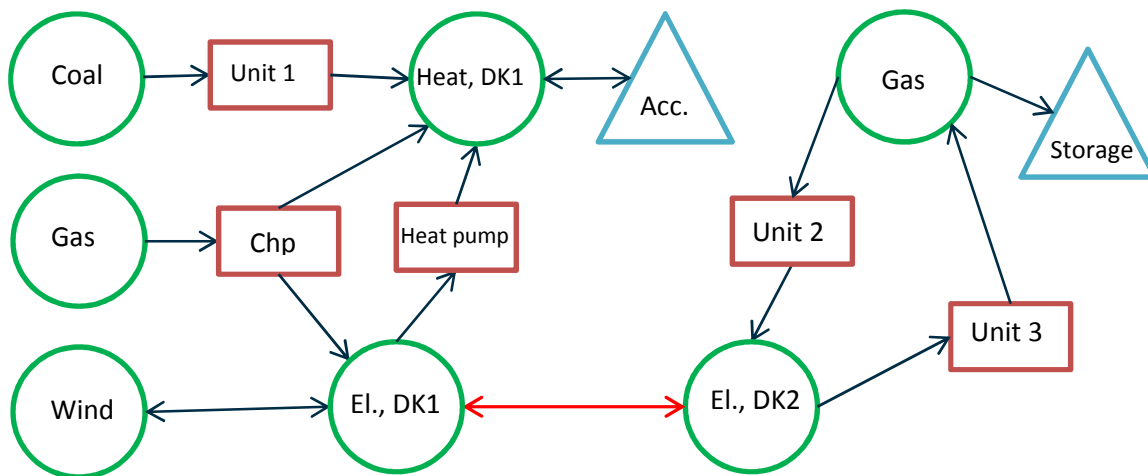 Coal
Unit 1
Heat, DK1
Acc.
Gas
Storage
Gas
Chp
Heat pump
Unit 2
Unit 3
Wind
El., DK1
El., DK2